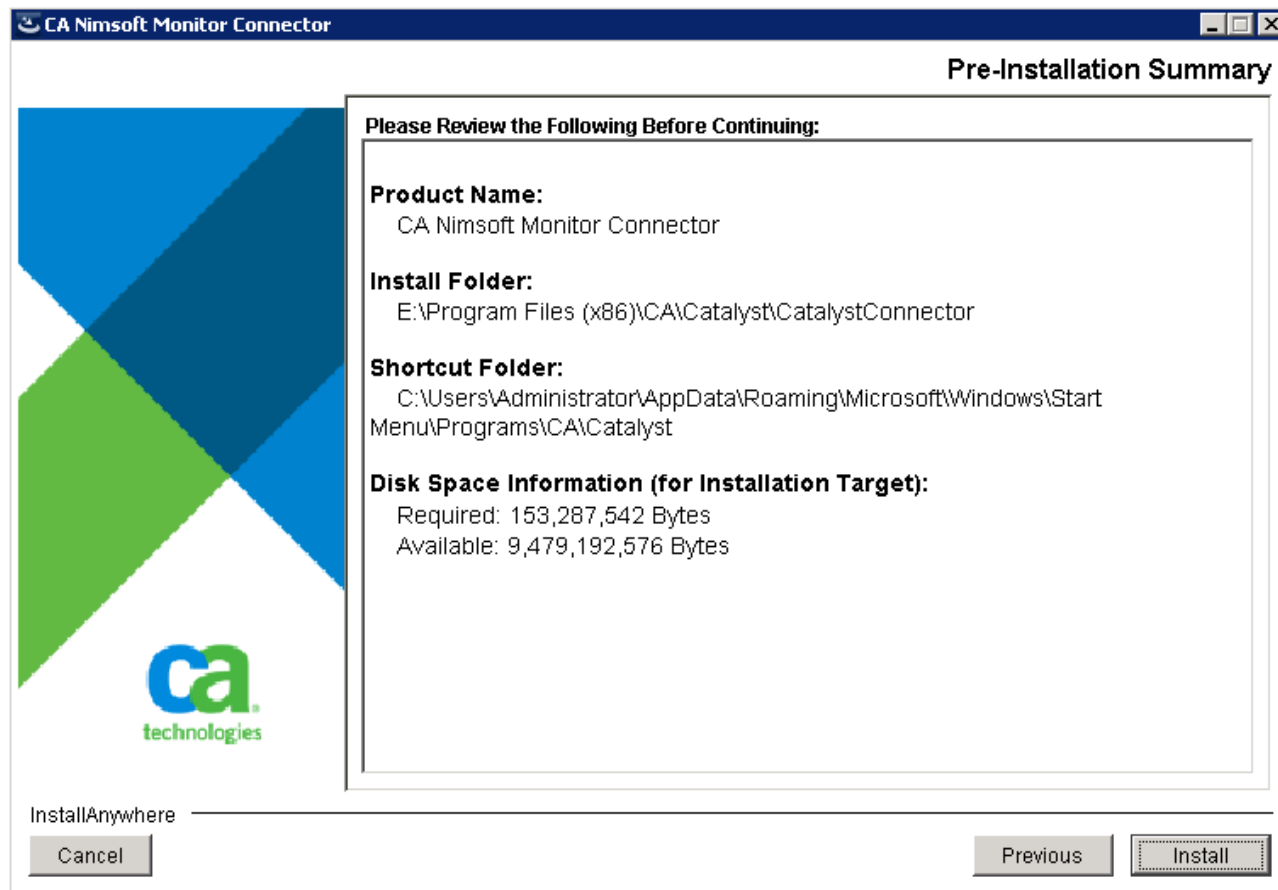 CA Nimsoft Monitor Connector
Pre-Installation Summary
Please Review the Following Before Continuing:
Product Name:
CA Nimsoft Monitor Connector
Install Folder:
E:\Program Files (x86)\CA\Catalyst\CatalystConnector
Shortcut Folder:
C:\Users\Administrator\AppData\Roaming\Microsoft\Windows\Start
Menu\Programs\CA\Catalyst
Disk Space Information (for Installation Target):
Required: 153,287,542 Bytes
Available: 9,479,192,576 Bytes
ca
technologies
InstallAnywhere
Cancel
Previous
Install